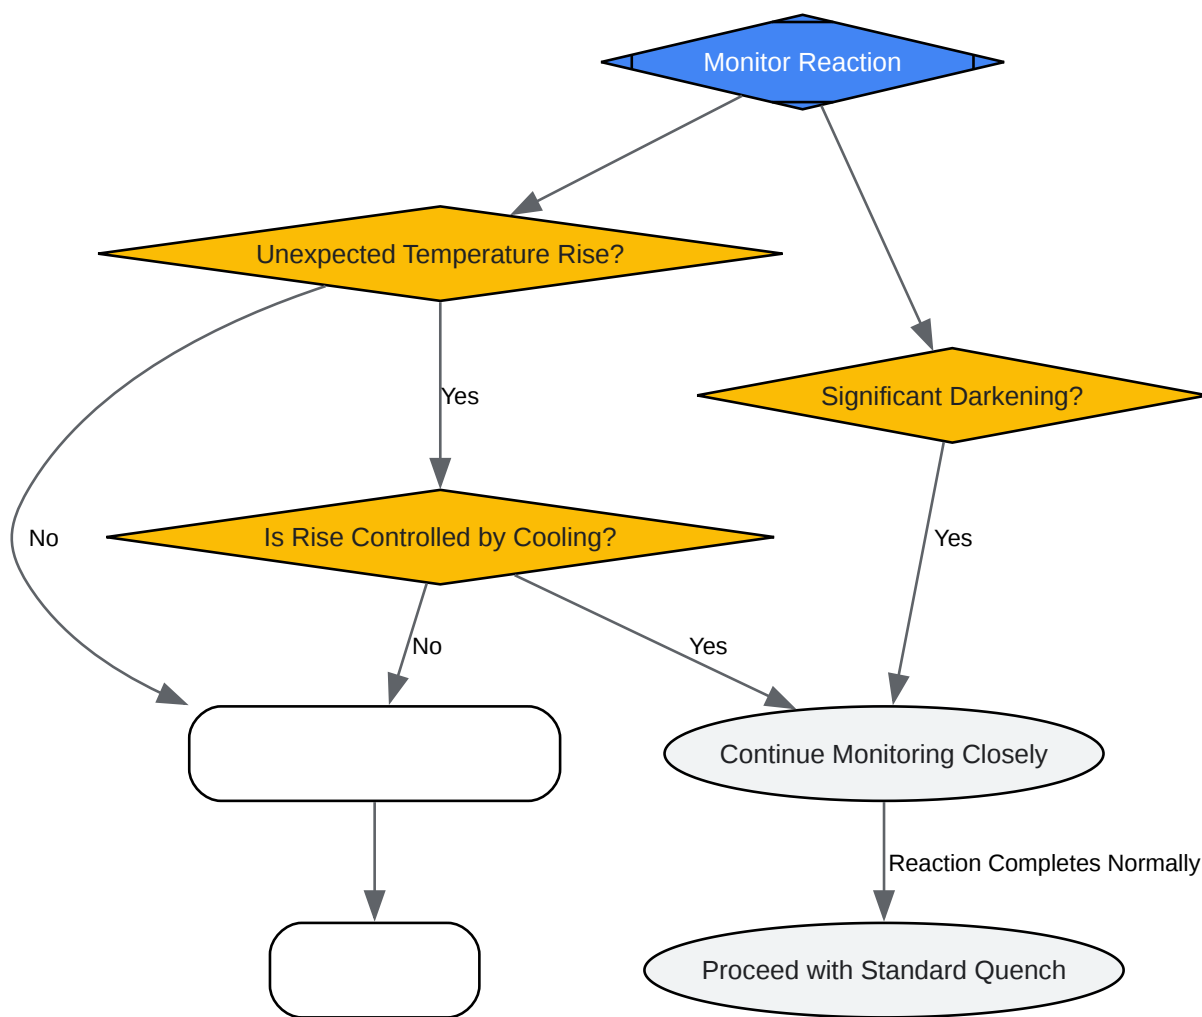 Monitor Reaction
Unexpected Temperature Rise?
Yes
Significant Darkening?
No
Is Rise Controlled by Cooling?
Yes
No
Yes
Continue Monitoring Closely
Reaction Completes Normally
Proceed with Standard Quench